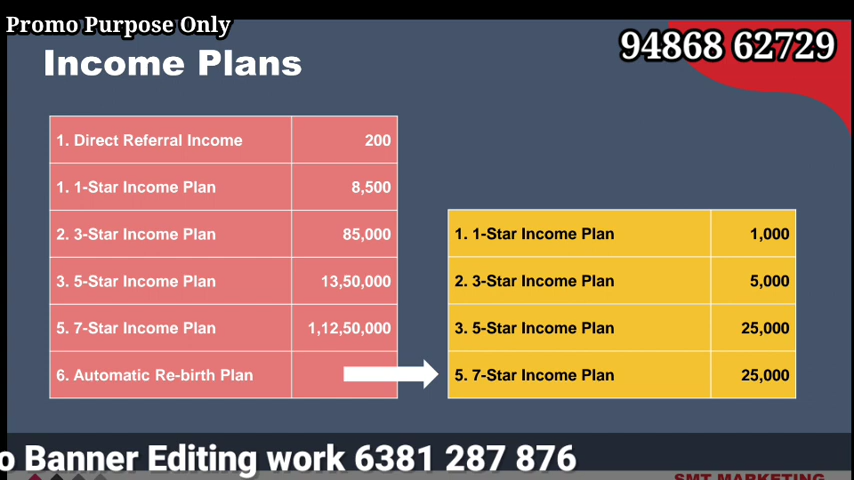 Promo Purpose Only
94868 62729
Income Plans
1. Direct Referral Income 200
1. 1-Star Income Plan 8,500
2. 3-Star Income Plan 85,000
3. 5-Star Income Plan 13,50,000
5. 7-Star Income Plan 1,12,50,000
6. Automatic Re-birth Plan
1. 1-Star Income Plan 1,000
2. 3-Star Income Plan 5,000
3. 5-Star Income Plan 25,000
5. 7-Star Income Plan 25,000
o Banner Editing work 6381 287 876
SMT MARKETING